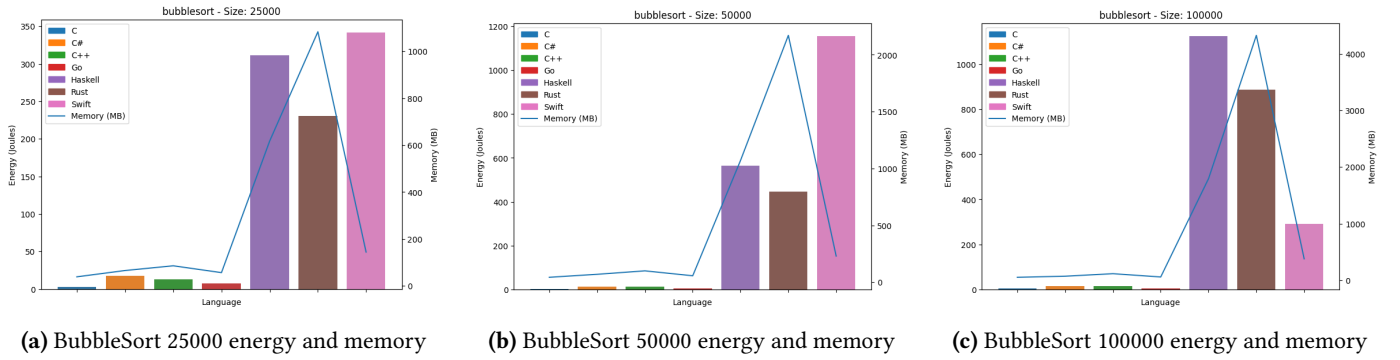 bubblesort - Size: 25000
350
300
250
200
150
100
50
0
Energy (Joules)
C
C#
C++
Go
Haskell
Rust
Swift
Memory (MB)
1000
800
600
400
200
0
Memory (MB)
Language
(a) BubbleSort 25000 energy and memory
bubblesort - Size: 50000
1200
1000
800
600
400
200
0
Energy (Joules)
C
C#
C++
Go
Haskell
Rust
Swift
Memory (MB)
2000
1500
1000
500
0
Memory (MB)
Language
(b) BubbleSort 50000 energy and memory
bubblesort - Size: 100000
1000
800
600
400
200
0
Energy (Joules)
C
C#
C++
Go
Haskell
Rust
Swift
Memory (MB)
4000
3000
2000
1000
0
Memory (MB)
Language
(c) BubbleSort 100000 energy and memory